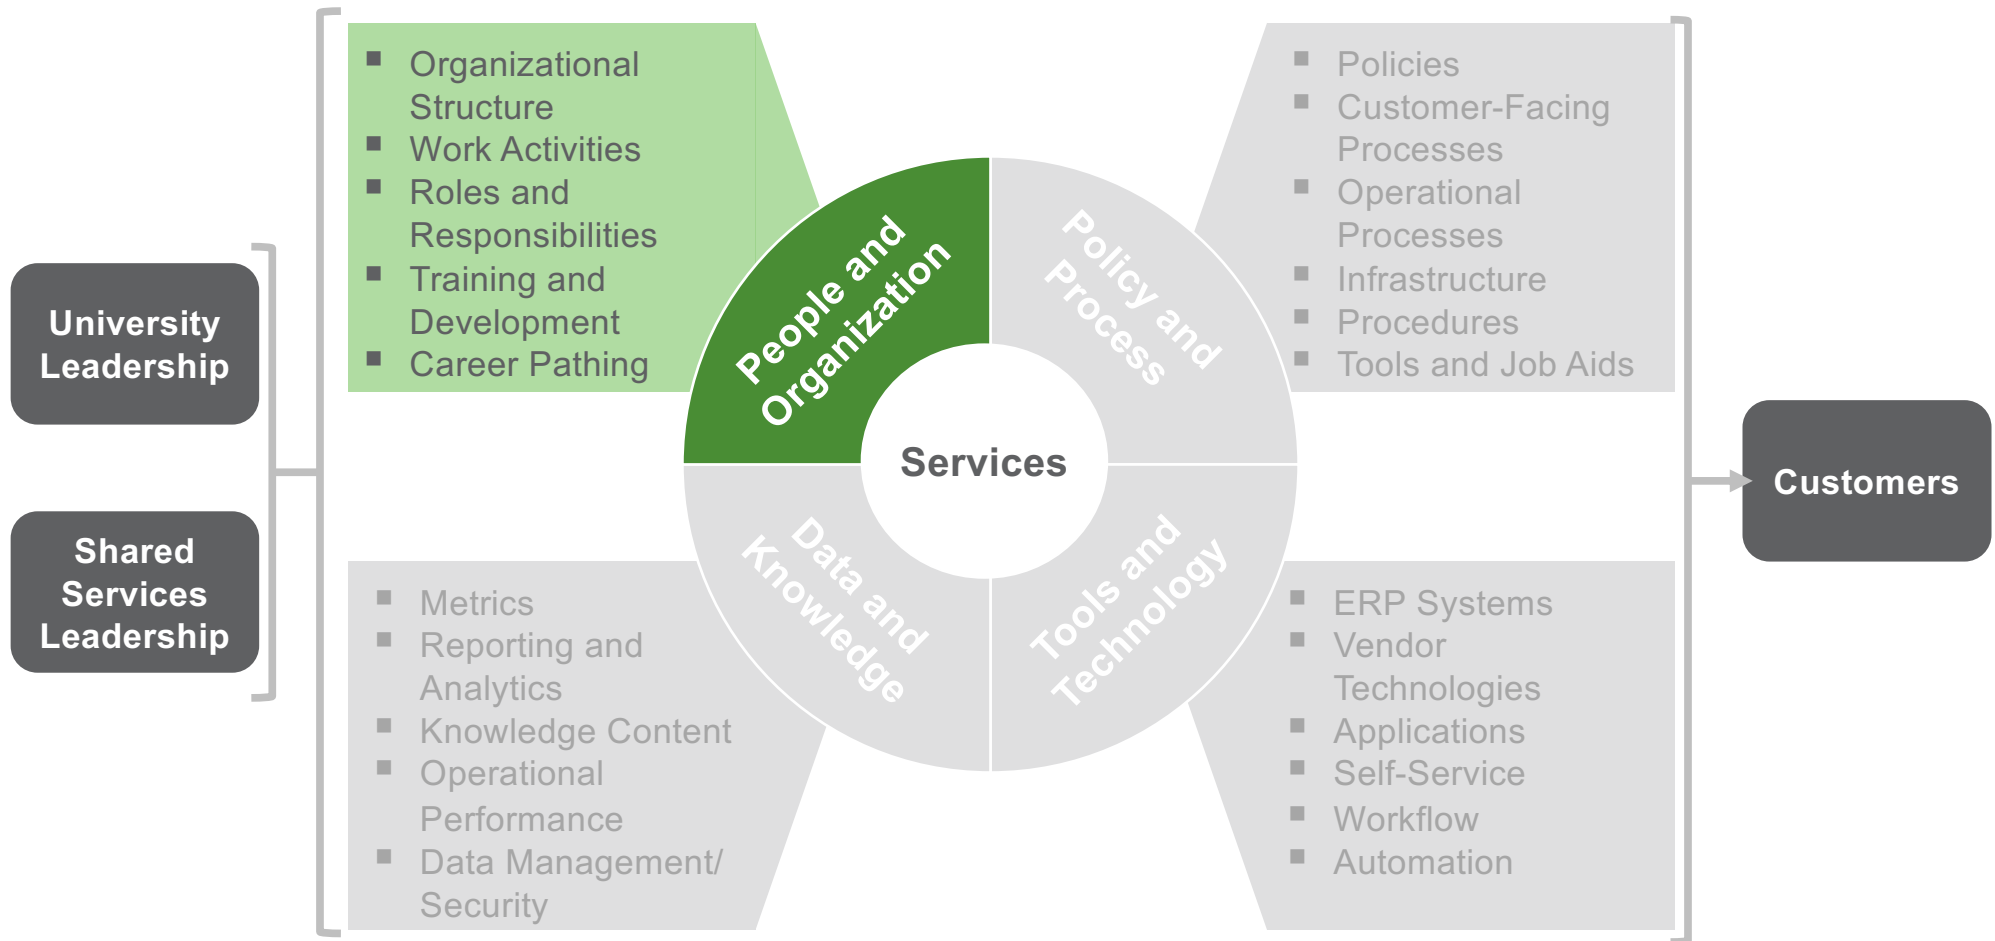 University
Leadership
Shared
Services
Leadership
Organizational
Structure
Work Activities
Roles and
Responsibilities
Training and
Development
Career Pathing
Metrics
Reporting and
Analytics
Knowledge Content
Operational
Performance
Data Management/
Security
People and
Organization
Policy and
Process
Services
Data and
Knowledge
Tools and
Technology
Policies
Customer-Facing
Processes
Operational
Processes
Infrastructure
Procedures
Tools and Job Aids
ERP Systems
Vendor
Technologies
Applications
Self-Service
Workflow
Automation
Customers